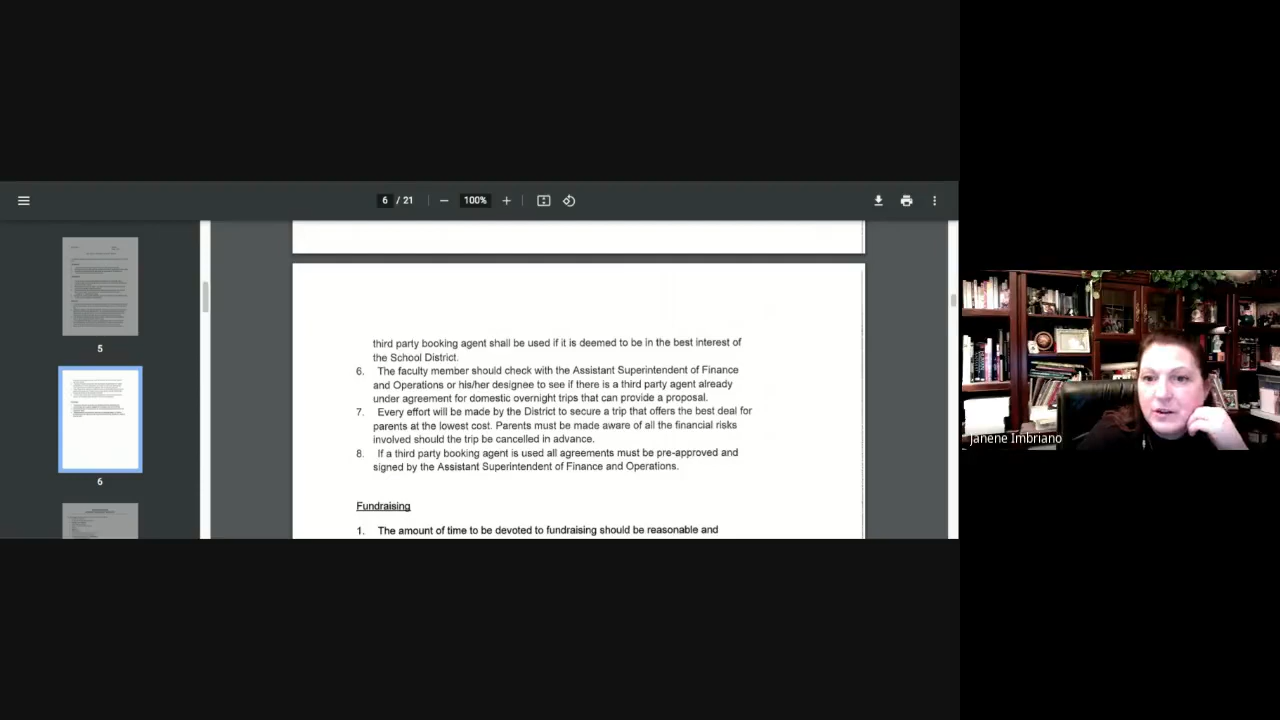 6 / 21
100%
5
6
third party booking agent shall be used if it is deemed to be in the best interest of
the School District.
6. The faculty member should check with the Assistant Superintendent of Finance
and Operations or his/her designee to see if there is a third party agent already
under agreement for domestic overnight trips that can provide a proposal.
7. Every effort will be made by the District to secure a trip that offers the best deal for
parents at the lowest cost. Parents must be made aware of all the financial risks
involved should the trip be cancelled in advance.
8. If a third party booking agent is used all agreements must be pre-approved and
signed by the Assistant Superintendent of Finance and Operations.
Fundraising
1. The amount of time to be devoted to fundraising should be reasonable and
Janene Imbriano